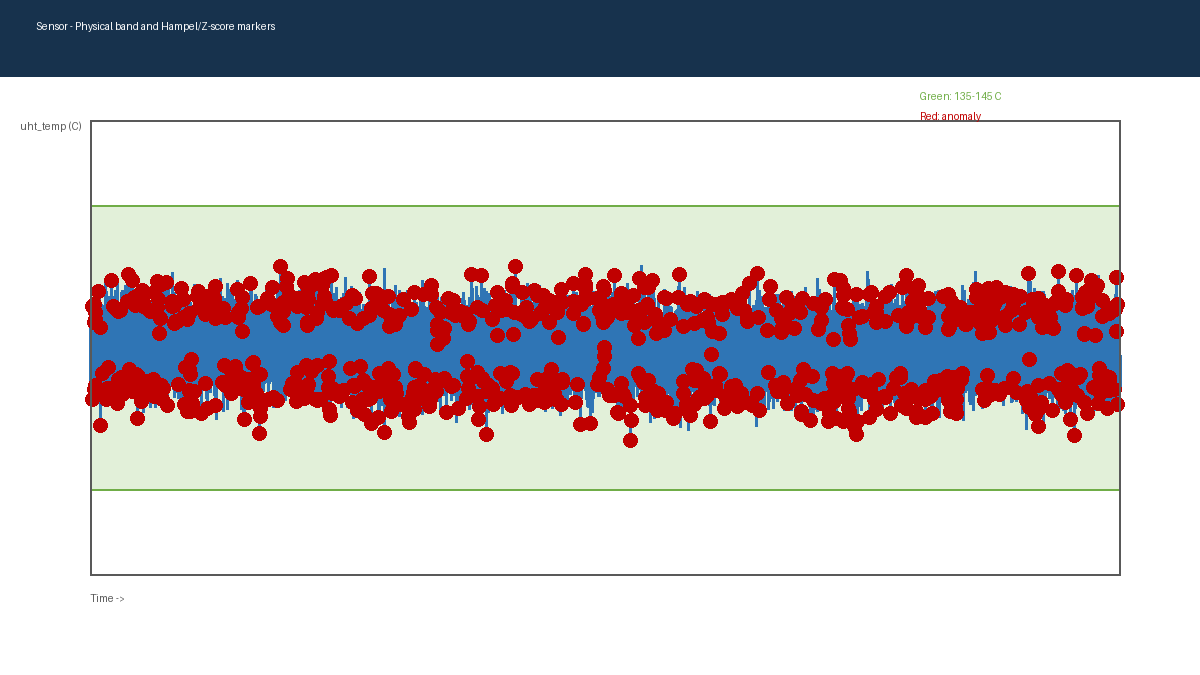 Sensor - Physical band and Hampel/Z-score markers
Green: 135-145 C
Red: anomaly
uht_temp (C)
Time ->